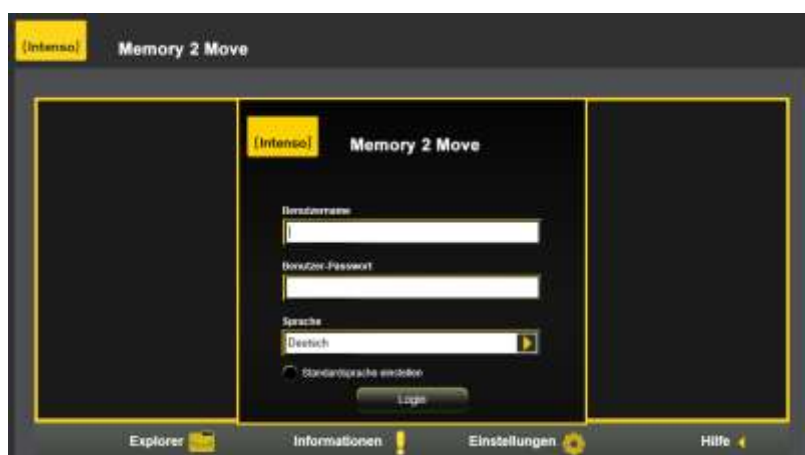 (Intenso) Memory 2 Move
(Intenso) Memory 2 Move
Benutzername
Benutzer-Passwort
Sprache
Deutsch
Standardsprache einstellen
Login
Explorer Informationen Einstellungen Hilfe